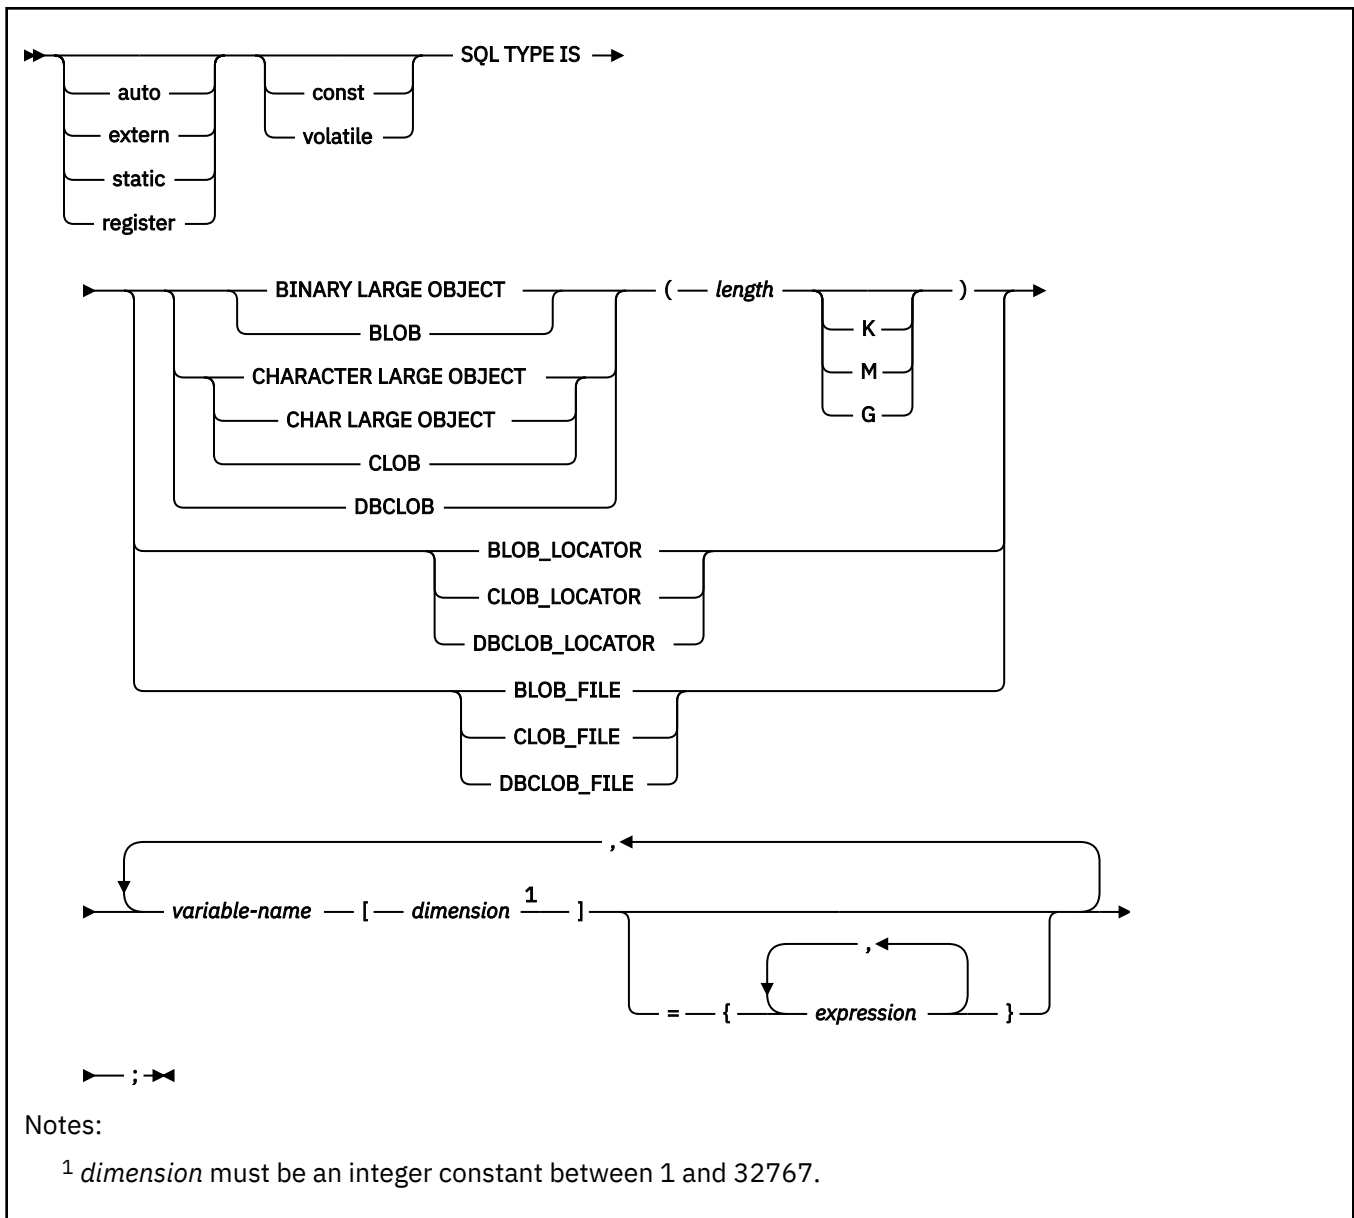 SQL TYPE IS
auto
const
extern
volatile
static
register
BINARY LARGE OBJECT ( length )
BLOB K
CHARACTER LARGE OBJECT M
CHAR LARGE OBJECT G
CLOB
DBCLOB
BLOB_LOCATOR
CLOB_LOCATOR
DBCLOB_LOCATOR
BLOB_FILE
CLOB_FILE
DBCLOB_FILE
,
variable-name [ dimension 1 ]
,
= { expression }
;
Notes:
1 dimension must be an integer constant between 1 and 32767.